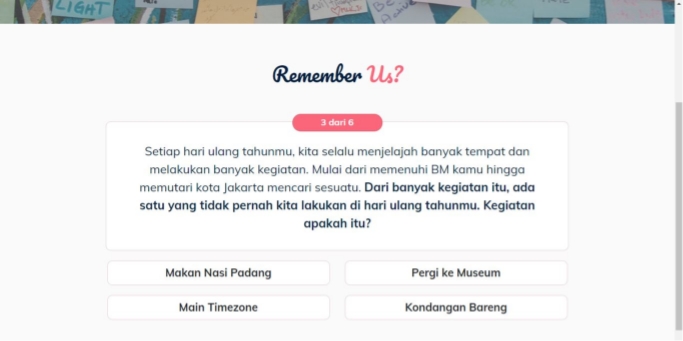 LIGHT
Remember Us?
3 dari 6
Setiap hari ulang tahunmu, kita selalu menjelajah banyak tempat dan
melakukan banyak kegiatan. Mulai dari memenuhi BM kamu hingga
memutari kota Jakarta mencari sesuatu. Dari banyak kegiatan itu, ada
satu yang tidak pernah kita lakukan di hari ulang tahunmu. Kegiatan
apakah itu?
Makan Nasi Padang
Pergi ke Museum
Main Timezone
Kondangan Bareng